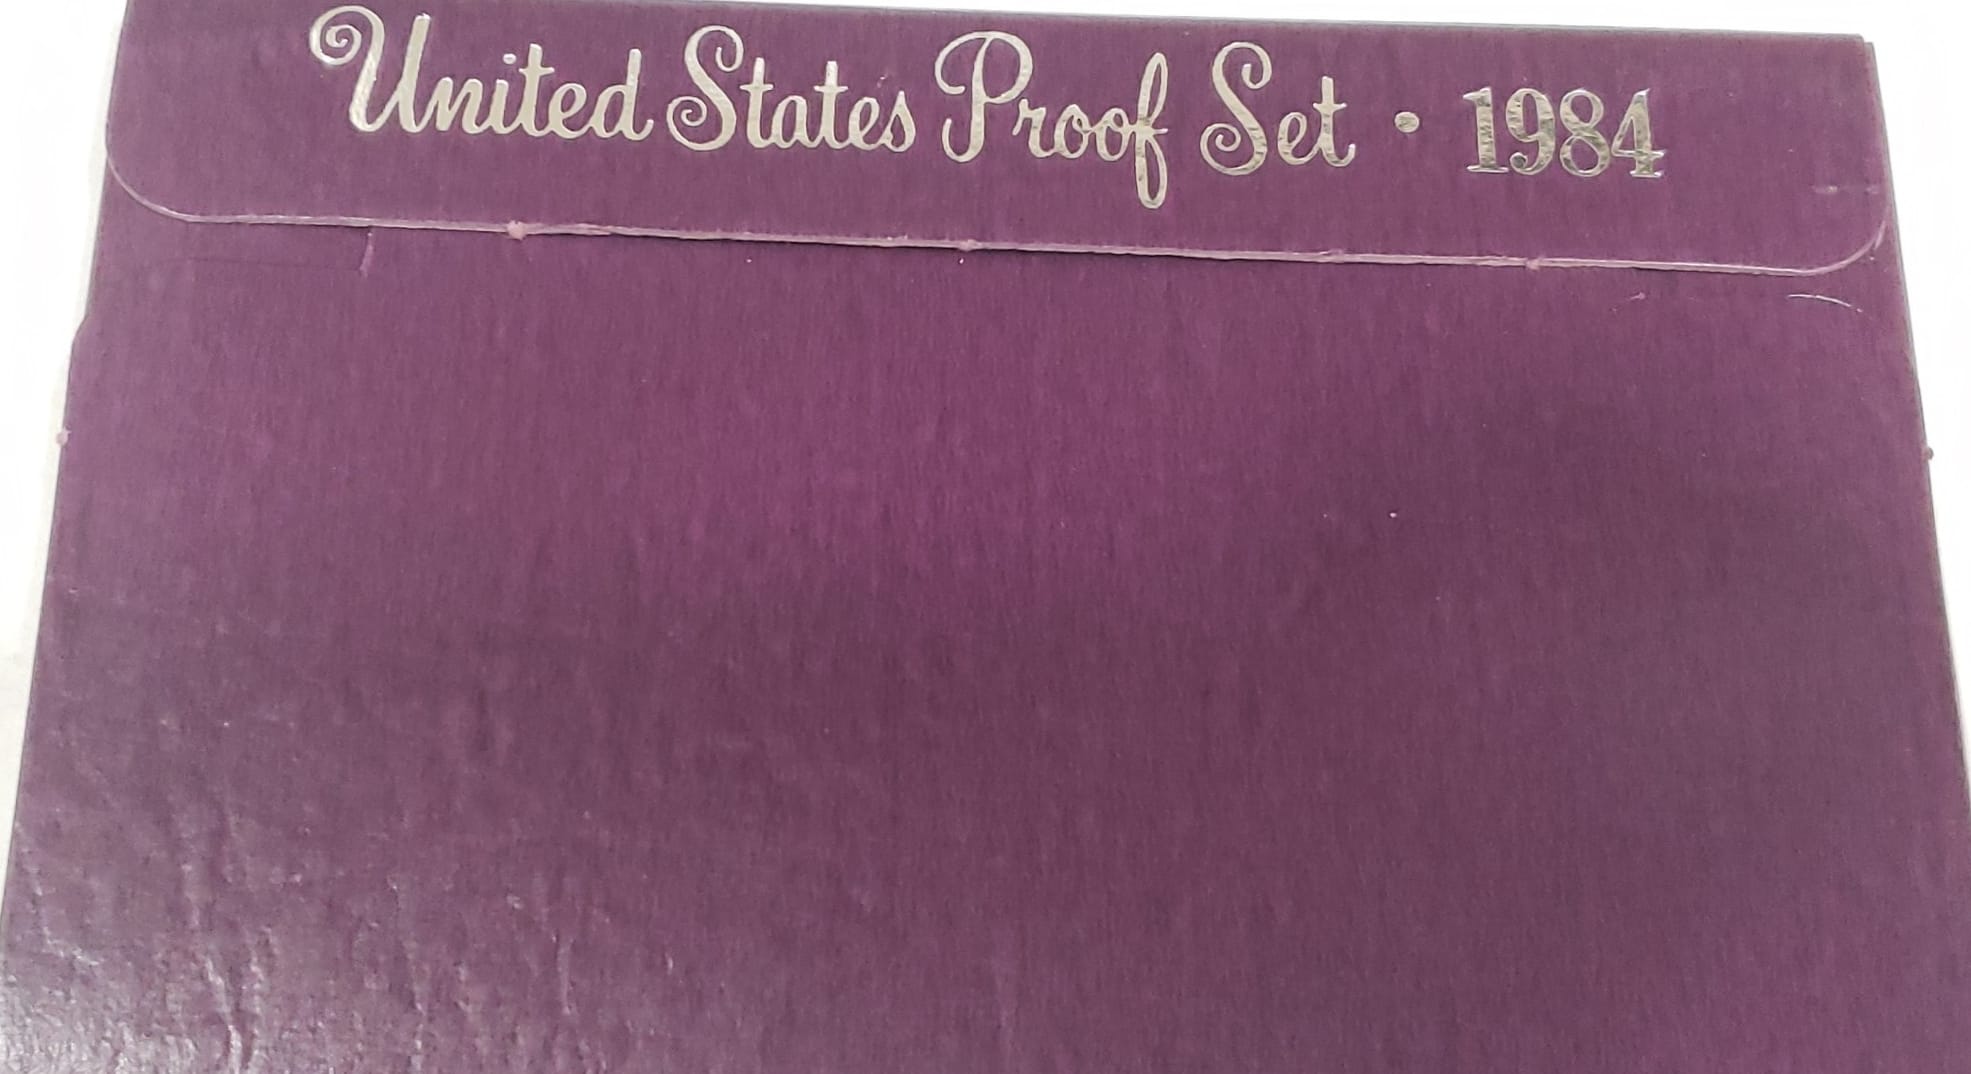 United States Proof Set • 1984